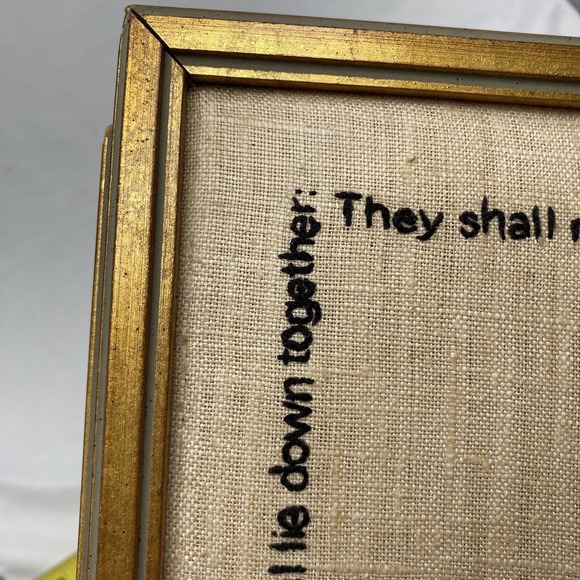 lie down together:
They shall